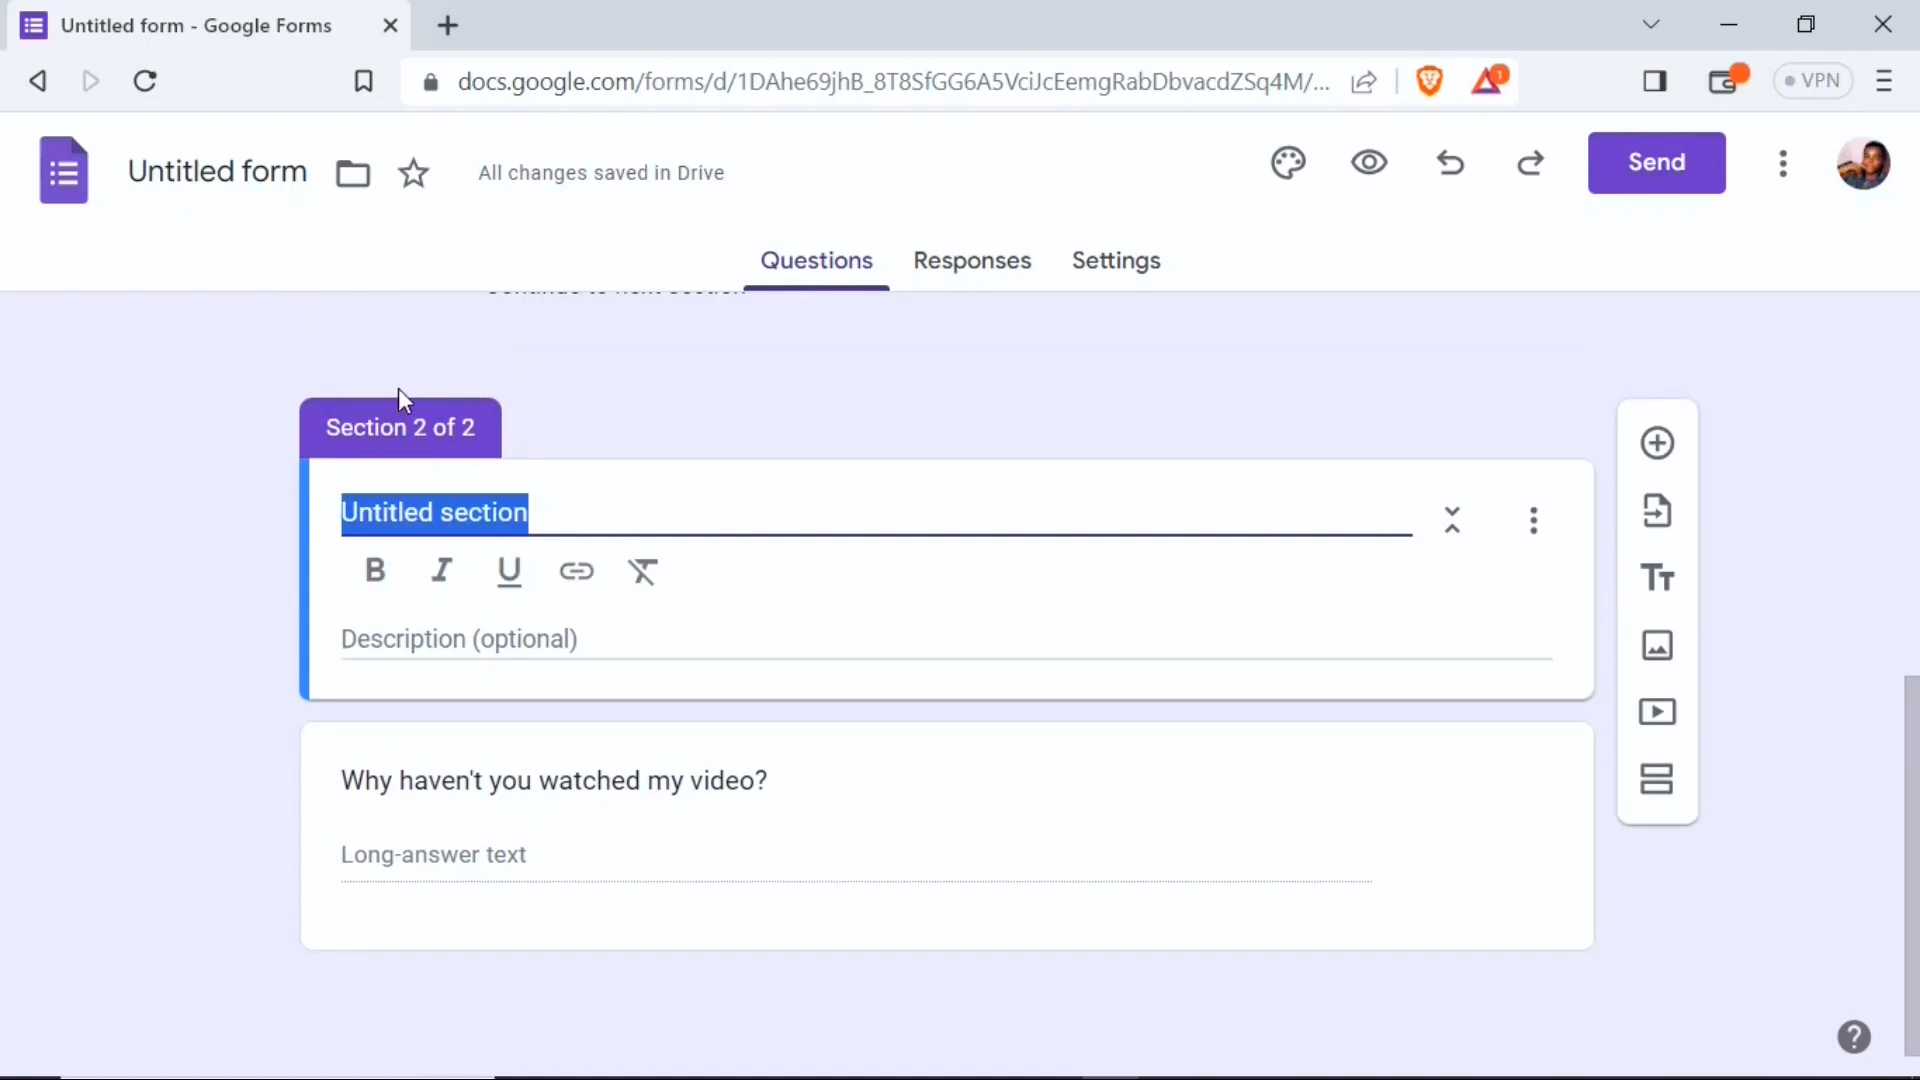 Untitled form - Google Forms
docs.google.com/forms/d/1DAhe69jhB_8T8SfGG6A5VciJcEemgRabDbvacdZSq4M/...
1
VPN
Untitled form
All changes saved in Drive
Send
Questions
Responses
Settings
Section 2 of 2
Untitled section
B I U
Description (optional)
Tт
Why haven't you watched my video?
Long-answer text
?